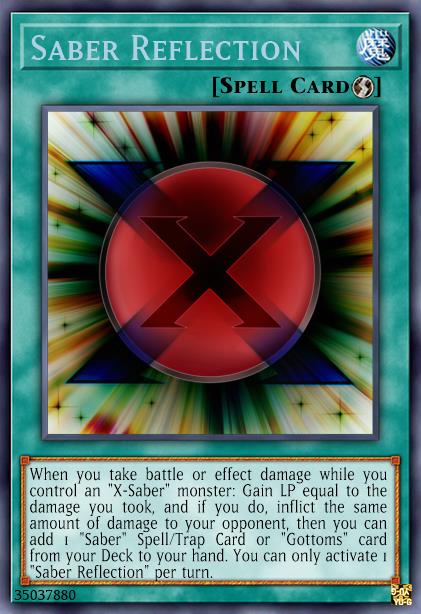 Saber Reflection
魔
[Spell Card]
X
When you take battle or effect damage while you
control an "X-Saber" monster: Gain LP equal to the
damage you took, and if you do, inflict the same
amount of damage to your opponent, then you can
add 1 "Saber" Spell/Trap Card or "Gottoms" card
from your Deck to your hand. You can only activate 1
"Saber Reflection" per turn.
35037880